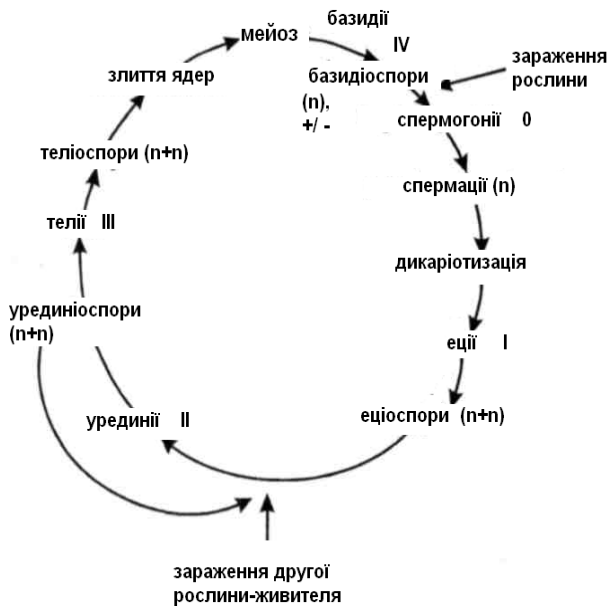 мейоз
базидії
IV
базидіоспори
(n),
+/ -
зараження
рослини
спермогонії 0
спермації (n)
дикаріотизація
еції I
еціоспори (n+n)
зараження другої
рослини-живителя
урединії II
урединіоспори
(n+n)
телії III
теліоспори (n+n)
злиття ядер